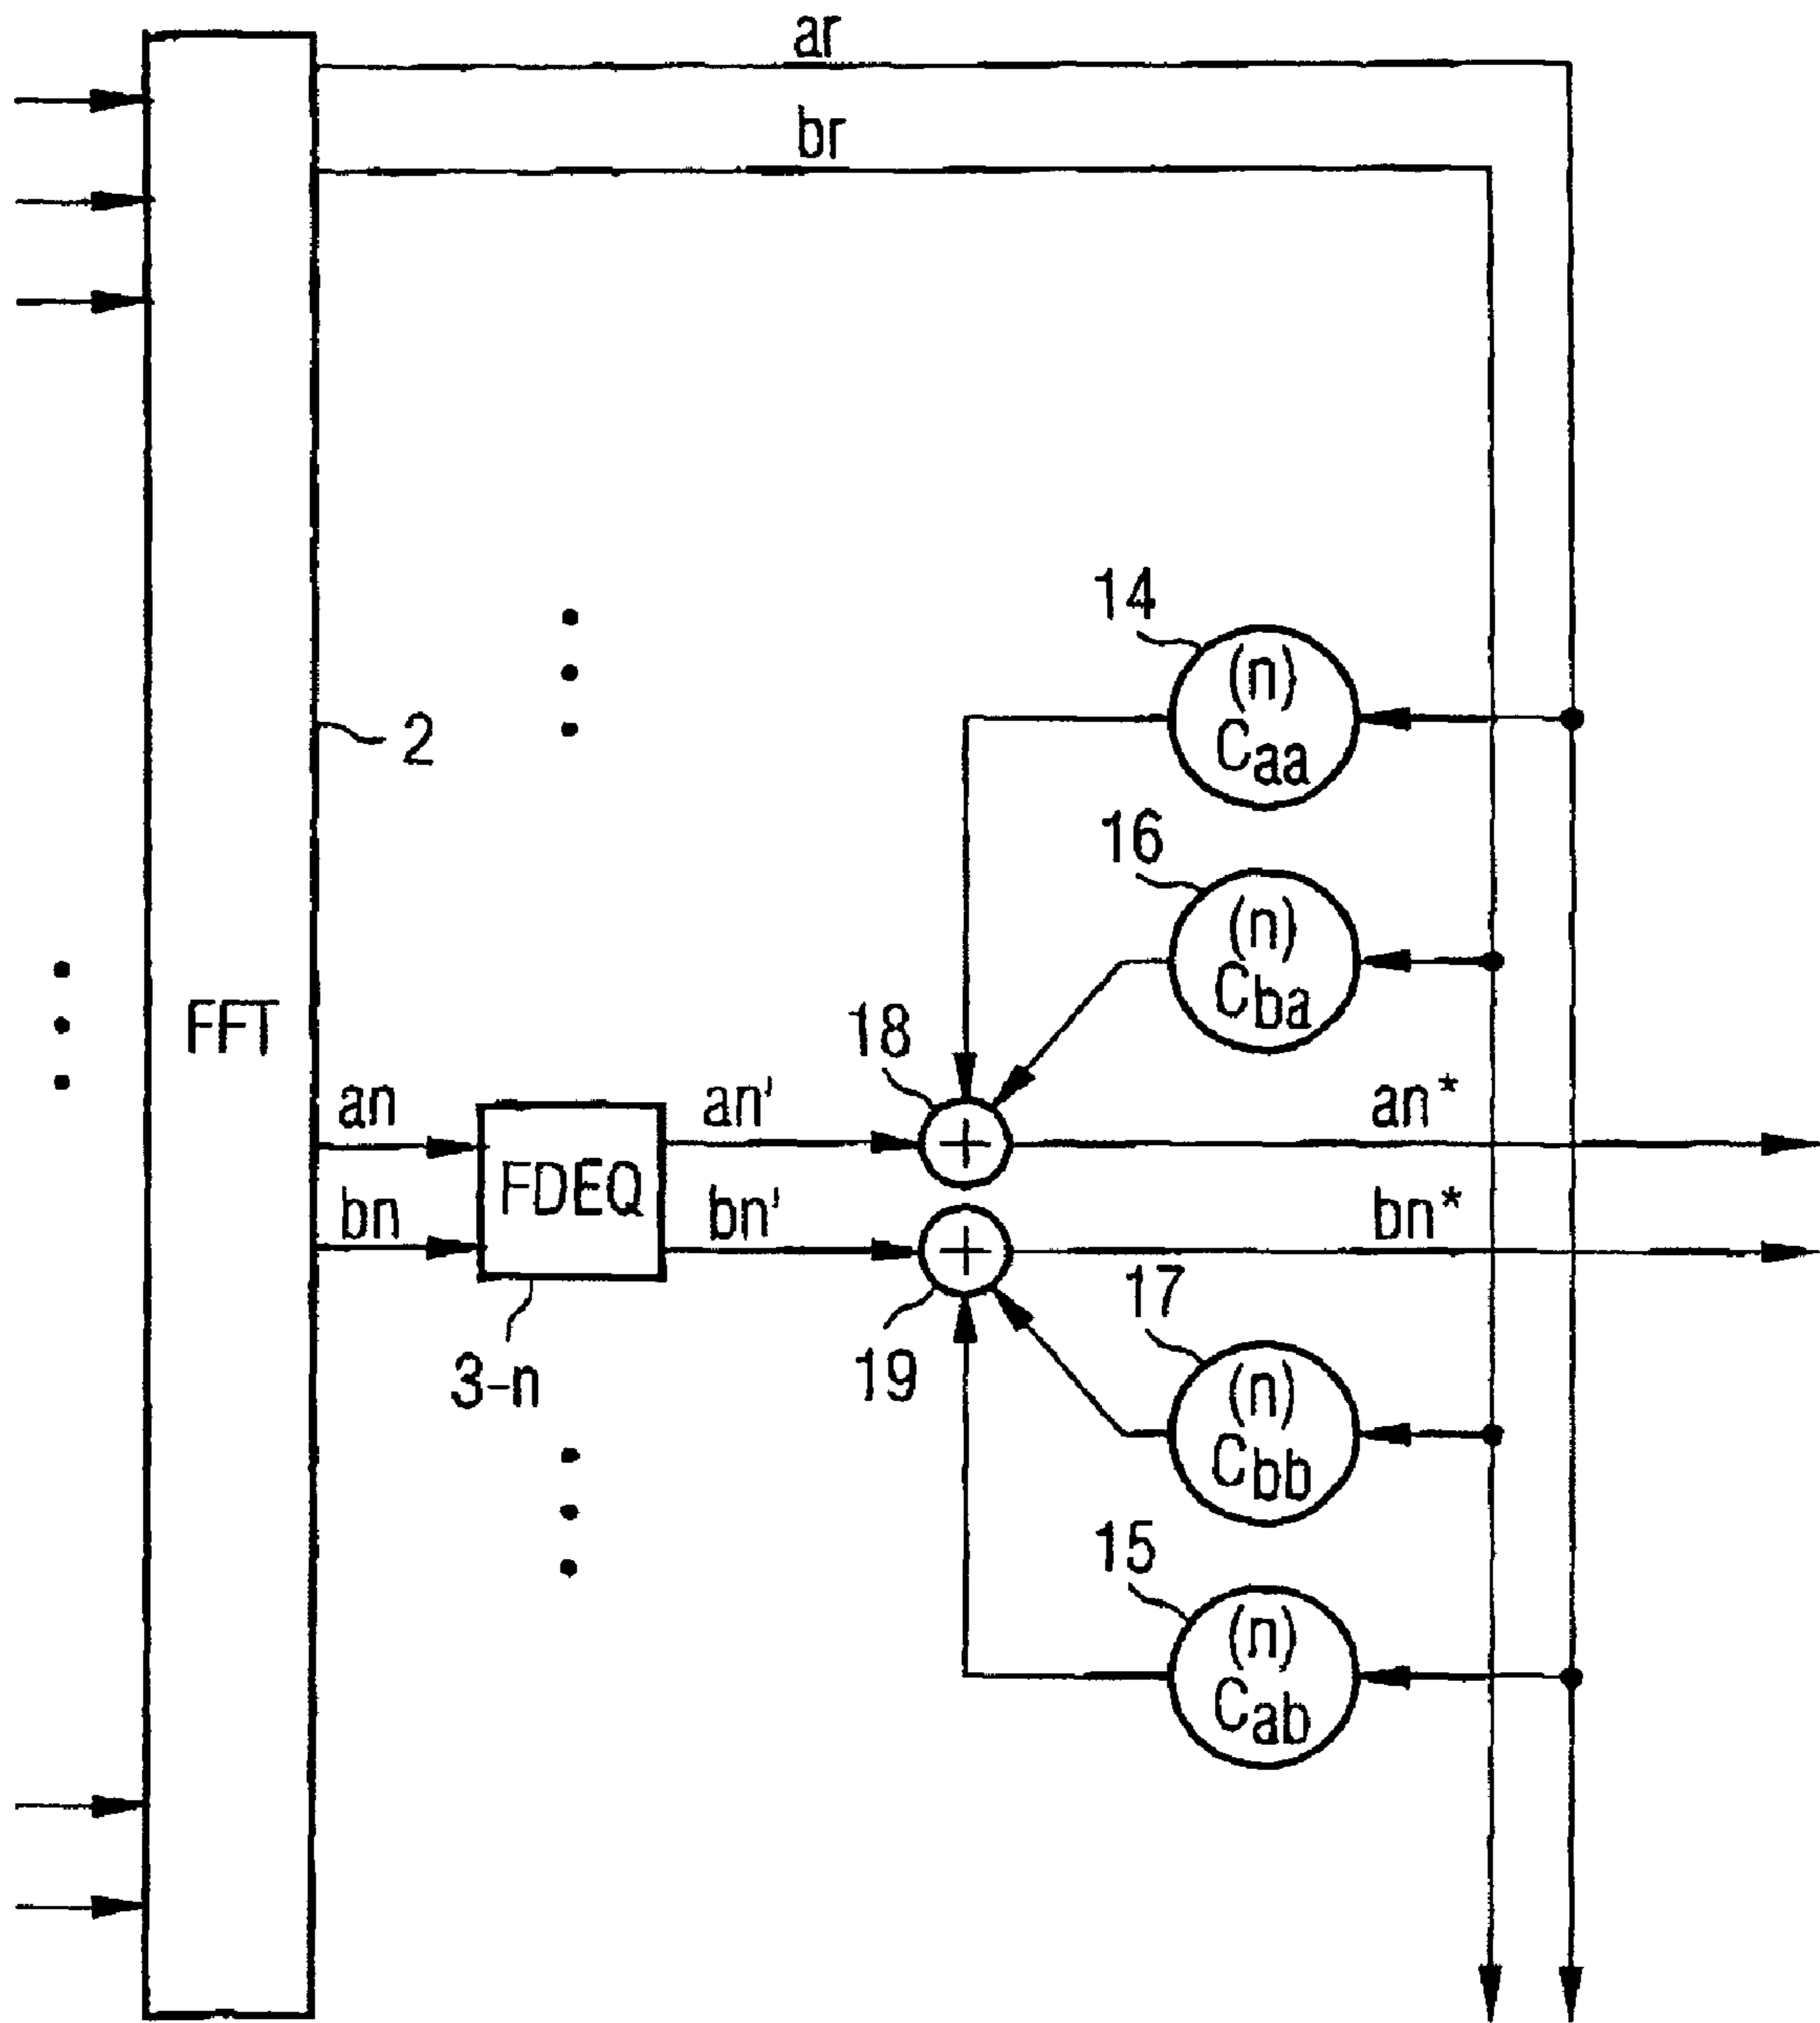 ar
br
14
(n)
Caa
2
16
(n)
Cba
18
FFT
an
an'
an*
FDEQ
bn
bn'
bn*
17
19
3-n
(n)
Cbb
15
(n)
Cab